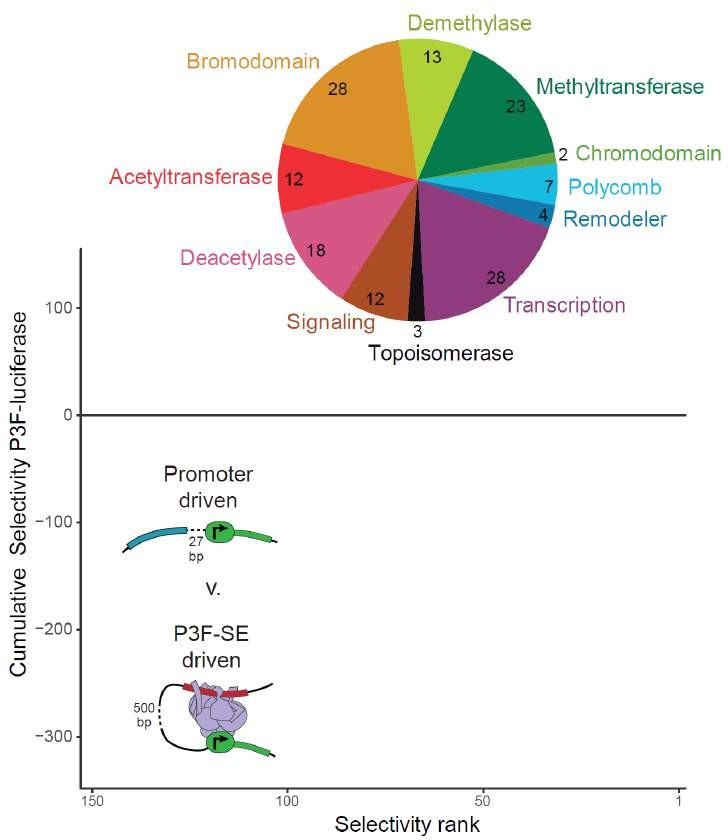 Demethylase
13
Bromodomain
28
Methyltransferase
23
2 Chromodomain
Acetyltransferase
12
7
Polycomb
4
Remodeler
Deacetylase
18
28
Transcription
12
Signaling
3
Topoisomerase
Cumulative Selectivity P3F-luciferase
100
0
−100
−200
−300
Promoter
driven
27
bp
v.
P3F-SE
driven
500
bp
150
100
50
1
Selectivity rank